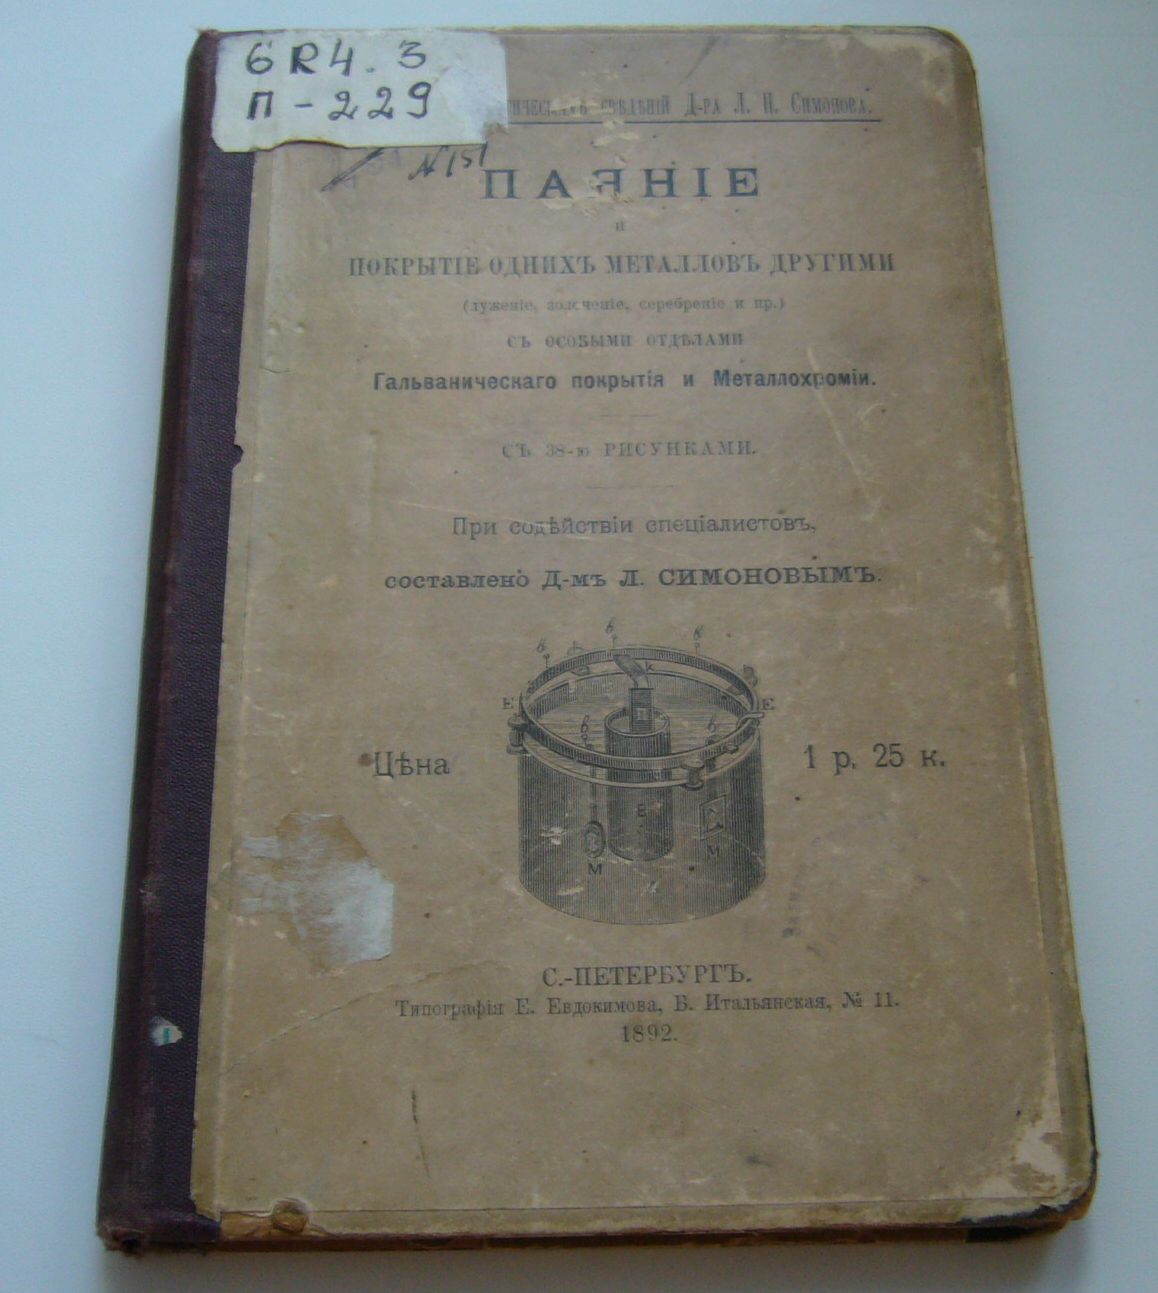 6R4.3
П-229
свѣдѣній Д-ра Л. Н. Симонова.
№151
ПАЯНІЕ
и
ПОКРЫТІЕ ОДНИХЪ МЕТАЛЛОВЪ ДРУГИМИ
(луженіе, золоченіе, серебреніе и пр.)
СЪ ОСОБЫМИ ОТДѢЛАМИ
Гальваническаго покрытія и Металлохроміи.
СЪ 38-ю РИСУНКАМИ.
При содѣйствіи спеціалистовъ,
составлено Д-мъ Л. СИМОНОВЫМЪ.
б б б
к
E E
б б
Цѣна 1 р. 25 к.
E
М М
С.-ПЕТЕРБУРГЪ.
Типографія Е. Евдокимова, Б. Итальянская, № 11.
1892.